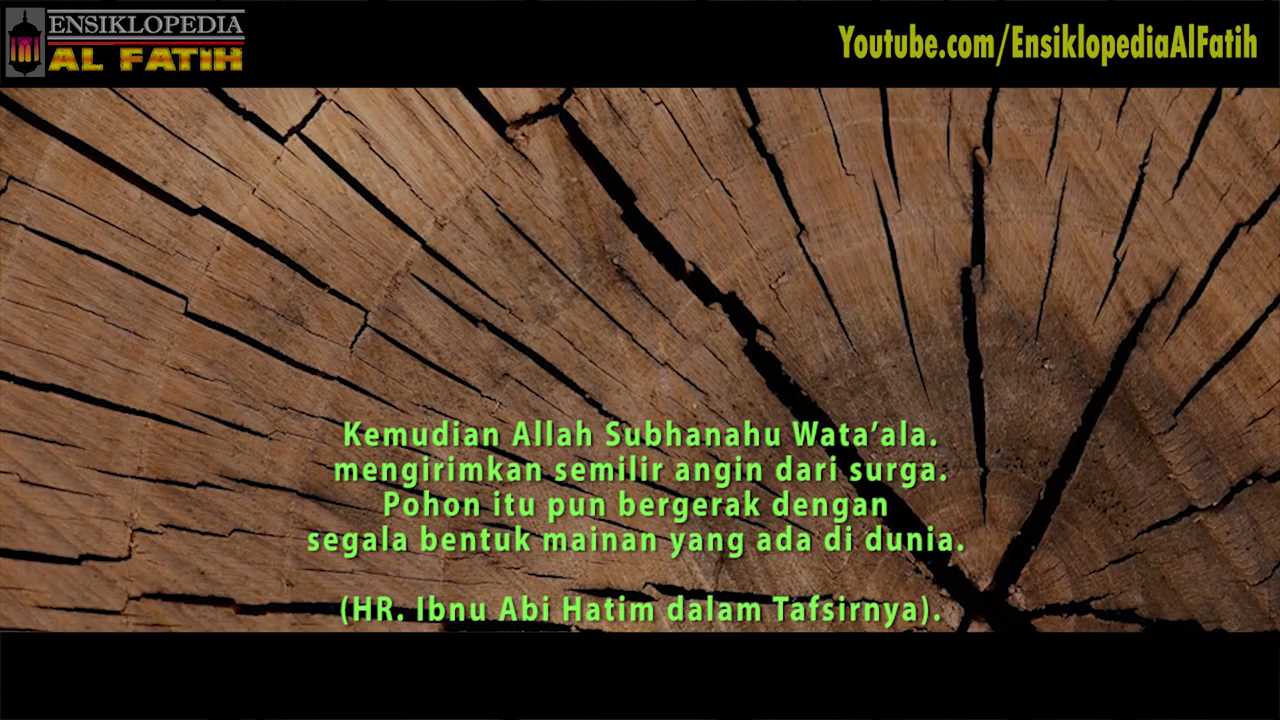 ENSIKLOPEDIA
AL FATIH
Youtube.com/EnsiklopediaAlFatih
Kemudian Allah Subhanahu Wata’ala.
mengirimkan semilir angin dari surga.
Pohon itu pun bergerak dengan
segala bentuk mainan yang ada di dunia.
(HR. Ibnu Abi Hatim dalam Tafsirnya).